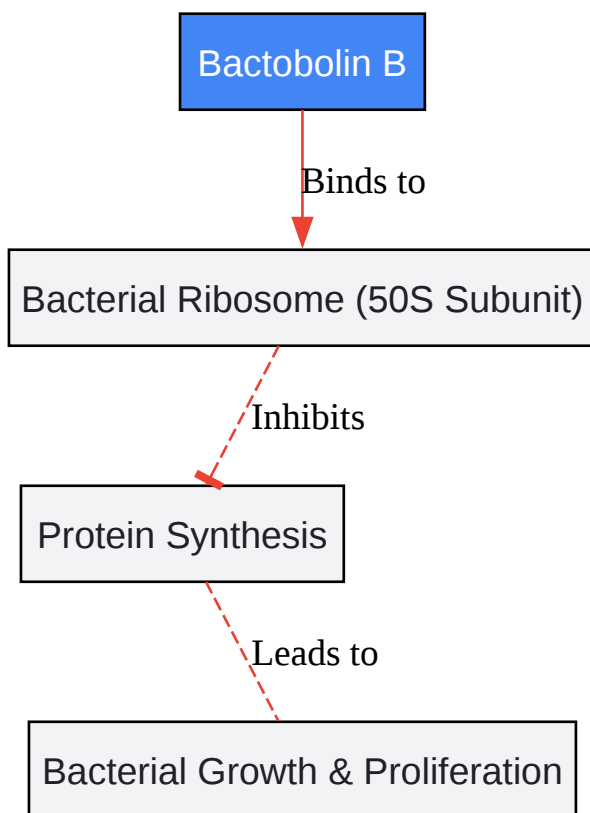 Bactobolin B
Binds to
Bacterial Ribosome (50S Subunit)
Inhibits
Protein Synthesis
Leads to
Bacterial Growth & Proliferation